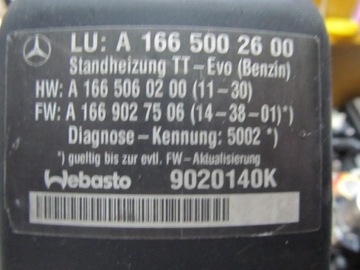 LU: A 166 500 26 00
Standheizung TT-Evo (Benzin)
HW: A 166 506 02 00 (11-30)
FW: A 166 902 75 06 (14-38-01)*)
Diagnose-Kennung: 5002 *)
*) gueltig bis zur evtl. FW-Aktualisierung
Webasto 9020140K